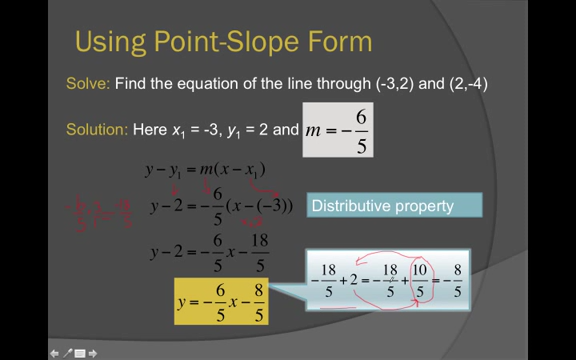 Using Point-Slope Form
Solve: Find the equation of the line through (-3,2) and (2,-4)
Solution: Here x₁ = -3, y₁ = 2 and m = -6/5
y - y₁ = m(x - x₁)
y - 2 = -6/5(x - (-3))
Distributive property
y - 2 = -6/5x - 18/5
y = -6/5x - 8/5
-18/5 + 2 = -18/5 + 10/5 = -8/5